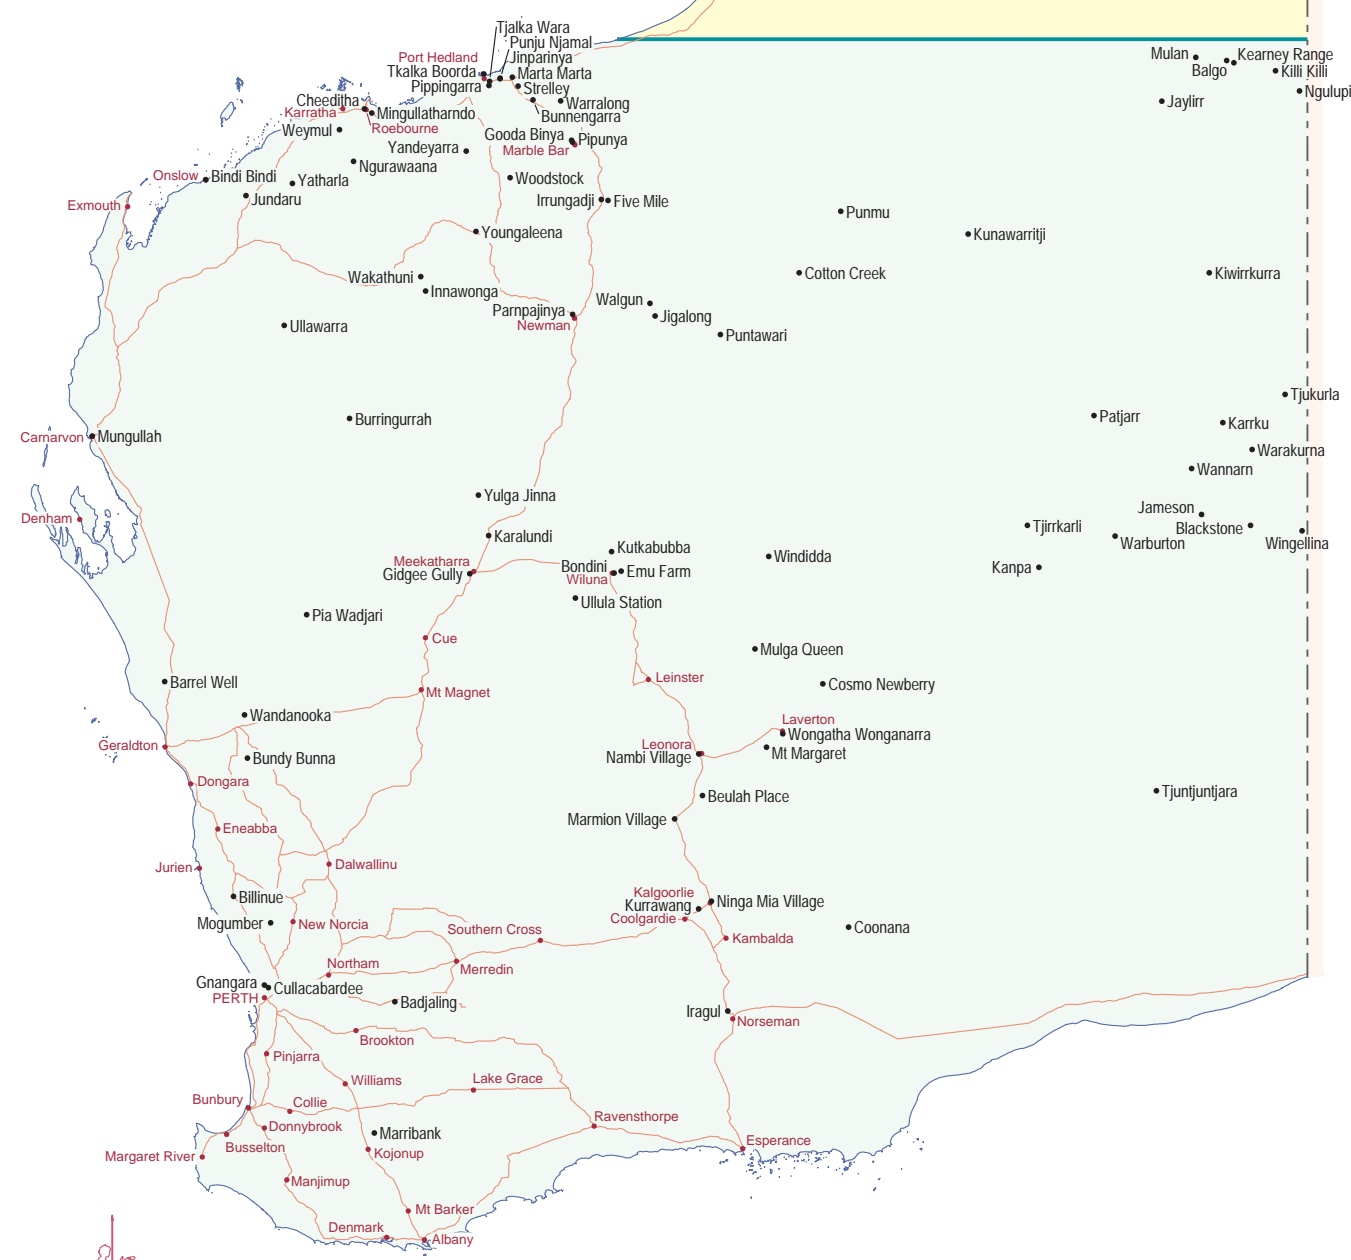 Tjalka Wara
Punju Njamal
Port Hedland
Jinparinya
Tkalka Boorda
Marta Marta
Pippingarra
Strelley
Mulan
Kearney Range
Balgo
Killi Killi
Ngulupi
Jaylirr
Cheeditha
Warralong
Karratha
Mingullatharndo
Bunnengarra
Roebourne
Weymul
Gooda Binya
Pipunya
Yandeyarra
Marble Bar
Ngurawaana
Onslow
Bindi Bindi
Yatharla
Woodstock
Jundaru
Irrungadji
Five Mile
Exmouth
Punmu
Youngaleena
Kunawarritji
Wakathuni
Cotton Creek
Kiwirrkurra
Innawonga
Walgun
Parnpajinya
Jigalong
Newman
Ullawarra
Puntawari
Tjukurla
Burringurrah
Patjarr
Karrku
Carnarvon
Mungullah
Warakurna
Wannarn
Yulga Jinna
Jameson
Denham
Tjirrkarli
Blackstone
Karalundi
Warburton
Wingellina
Kutkabubba
Windidda
Meekatharra
Bondini
Kanpa
Gidgee Gully
Emu Farm
Wiluna
Ullula Station
Pia Wadjari
Cue
Mulga Queen
Leinster
Barrel Well
Cosmo Newberry
Mt Magnet
Wandanooka
Laverton
Wongatha Wonganarra
Geraldton
Leonora
Mt Margaret
Bundy Bunna
Nambi Village
Dongara
Tjuntjuntjara
Beulah Place
Marmion Village
Eneabba
Jurien
Dalwallinu
Kalgoorlie
Billinue
Ninga Mia Village
Kurrawang
Coolgardie
Mogumber
New Norcia
Coonana
Southern Cross
Kambalda
Northam
Merredin
Gnangara
Cullacabardee
PERTH
Badjaling
Iragul
Norseman
Brookton
Pinjarra
Williams
Lake Grace
Bunbury
Collie
Ravensthorpe
Donnybrook
Marribank
Busselton
Esperance
Margaret River
Kojonup
Manjimup
Mt Barker
Denmark
Albany